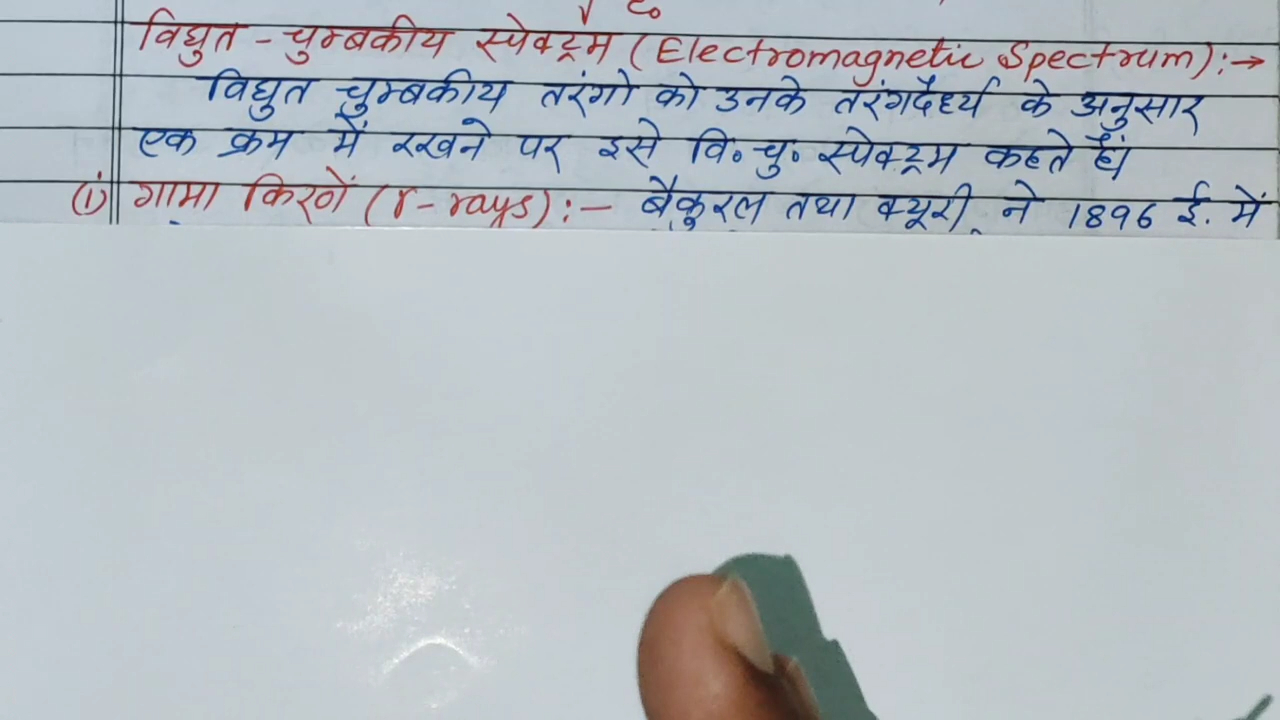 विद्युत - चुम्बकीय स्पेक्ट्रम (Electromagnetic Spectrum):→
विद्युत चुम्बकीय तरंगो को उनके तरंगदैर्ध्य के अनुसार
एक क्रम में रखने पर इसे वि॰ चु॰ स्पेक्ट्रम कहते हैं
(i) गामा किरणें (γ-rays):- बैकुरल तथा क्यूरी ने 1896 ई. में